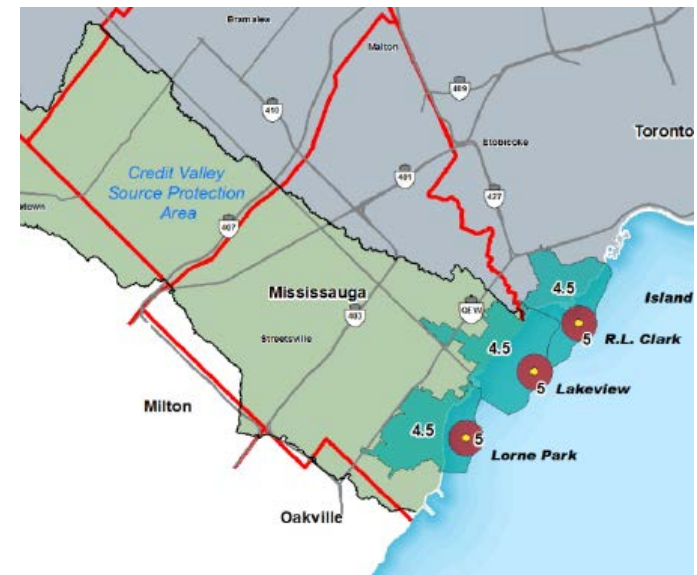 Bramalea
Malton
409
410
Etobicoke
Toronto
Credit Valley
Source Protection
Area
401
427
407
4.5
Island
Mississauga
QEW
403
5
R.L. Clark
4.5
Streetsville
5
Lakeview
Milton
4.5
5
Lorne Park
Oakville